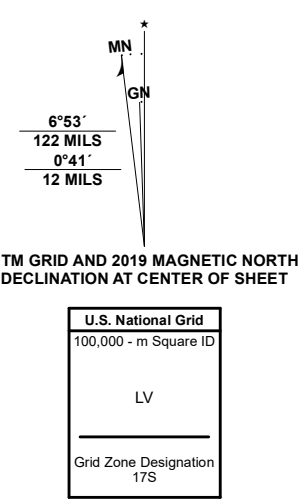 ★
MN
GN
6°53´
122 MILS
0°41´
12 MILS
TM GRID AND 2019 MAGNETIC NORTH
DECLINATION AT CENTER OF SHEET
U.S. National Grid
100,000 - m Square ID
LV
Grid Zone Designation
17S